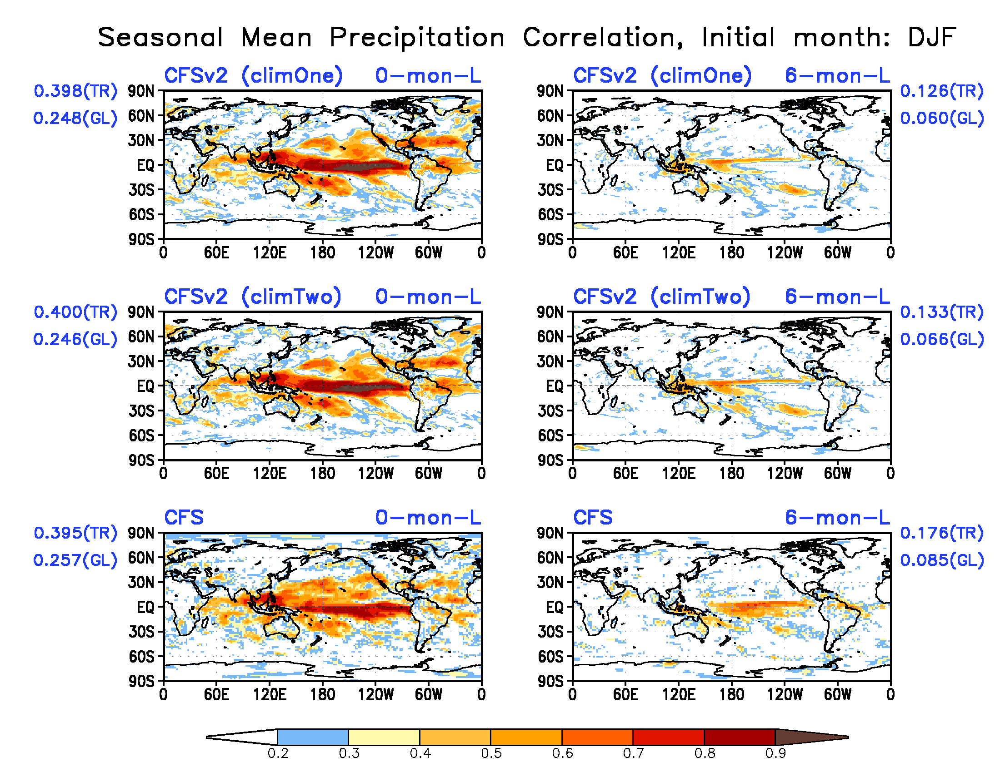 Seasonal Mean Precipitation Correlation, Initial month: DJF
CFSv2 (climOne) 0-mon-L
0.398(TR)
0.248(GL)
90N
60N
30N
EQ
30S
60S
90S
0 60E 120E 180 120W 60W 0
CFSv2 (climOne) 6-mon-L
0.126(TR)
0.060(GL)
90N
60N
30N
EQ
30S
60S
90S
0 60E 120E 180 120W 60W 0
CFSv2 (climTwo) 0-mon-L
0.400(TR)
0.246(GL)
90N
60N
30N
EQ
30S
60S
90S
0 60E 120E 180 120W 60W 0
CFSv2 (climTwo) 6-mon-L
0.133(TR)
0.066(GL)
90N
60N
30N
EQ
30S
60S
90S
0 60E 120E 180 120W 60W 0
CFS 0-mon-L
0.395(TR)
0.257(GL)
90N
60N
30N
EQ
30S
60S
90S
0 60E 120E 180 120W 60W 0
CFS 6-mon-L
0.176(TR)
0.085(GL)
90N
60N
30N
EQ
30S
60S
90S
0 60E 120E 180 120W 60W 0
0.2 0.3 0.4 0.5 0.6 0.7 0.8 0.9